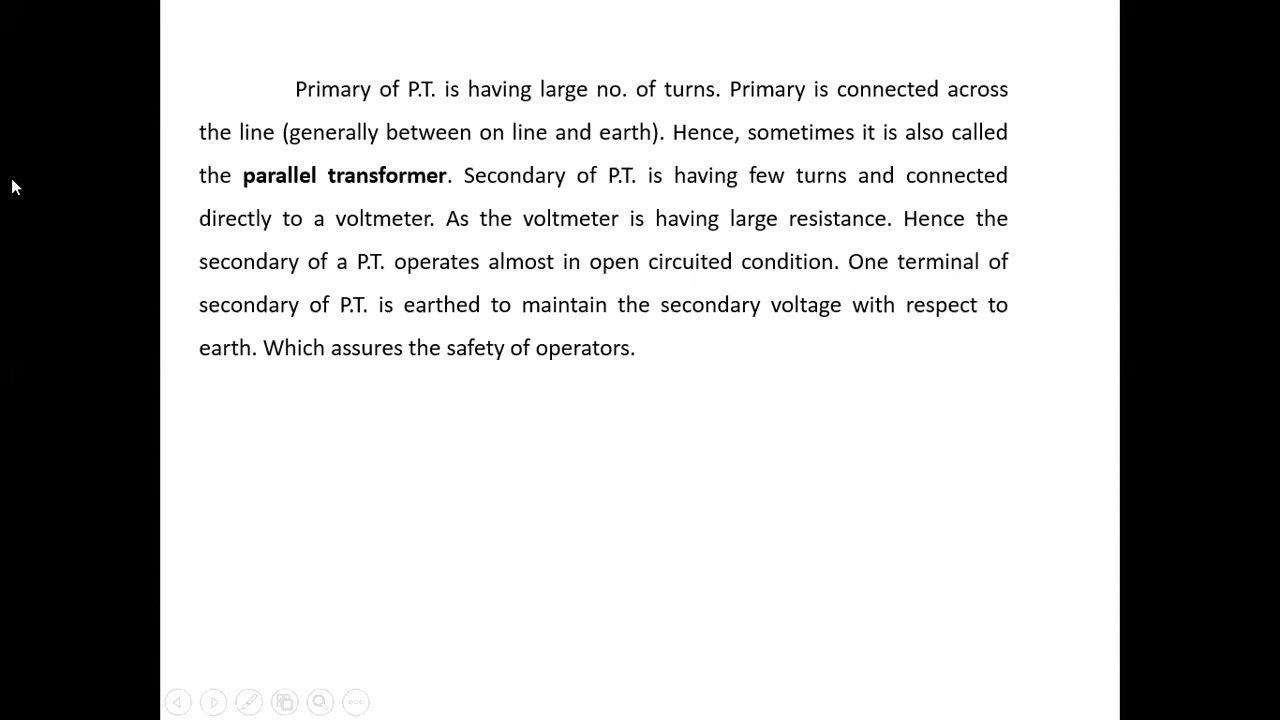 Primary of P.T. is having large no. of turns. Primary is connected across
the line (generally between on line and earth). Hence, sometimes it is also called
the parallel transformer. Secondary of P.T. is having few turns and connected
directly to a voltmeter. As the voltmeter is having large resistance. Hence the
secondary of a P.T. operates almost in open circuited condition. One terminal of
secondary of P.T. is earthed to maintain the secondary voltage with respect to
earth. Which assures the safety of operators.